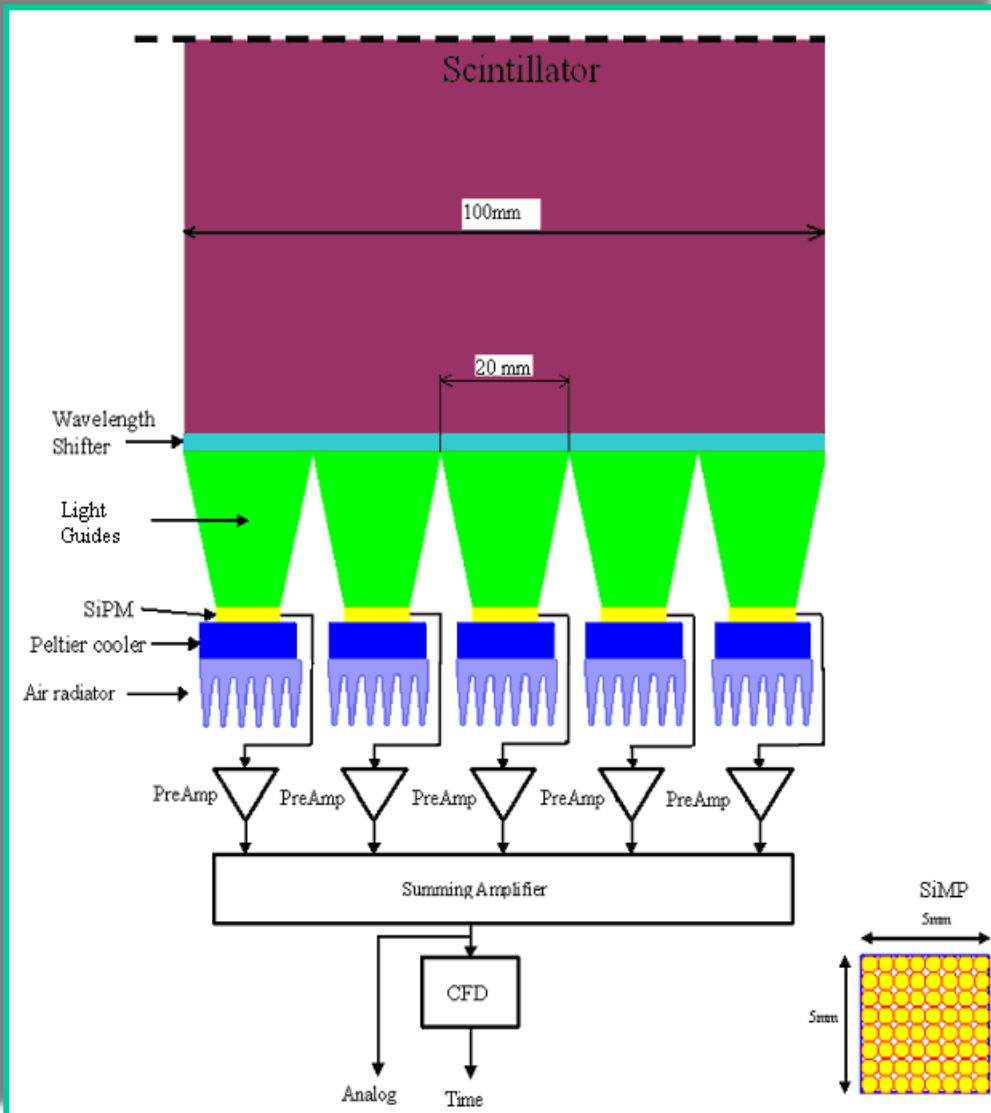 Scintillator
100mm
20 mm
Wavelength
Shifter
Light
Guides
SiPM
Peltier cooler
Air radiator
PreAmp
PreAmp
PreAmp
PreAmp
PreAmp
Summing Amplifier
SiMP
5mm
5mm
CFD
Analog
Time